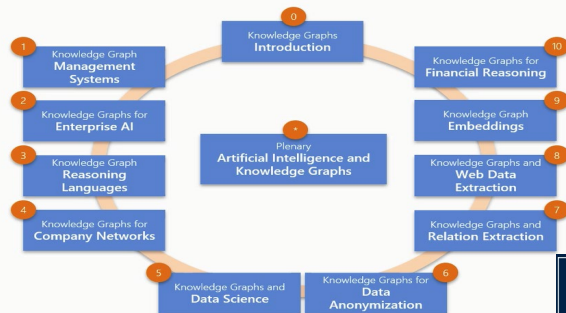 0
Knowledge Graphs
Introduction
1
Knowledge Graph
Management
Systems
2
Knowledge Graphs for
Enterprise AI
3
Knowledge Graph
Reasoning
Languages
4
Knowledge Graphs for
Company Networks
5
Knowledge Graphs and
Data Science
6
Knowledge Graphs for
Data
Anonymization
7
Knowledge Graphs and
Relation Extraction
8
Knowledge Graphs and
Web Data
Extraction
9
Knowledge Graph
Embeddings
10
Knowledge Graphs for
Financial Reasoning
*
Plenary
Artificial Intelligence and
Knowledge Graphs